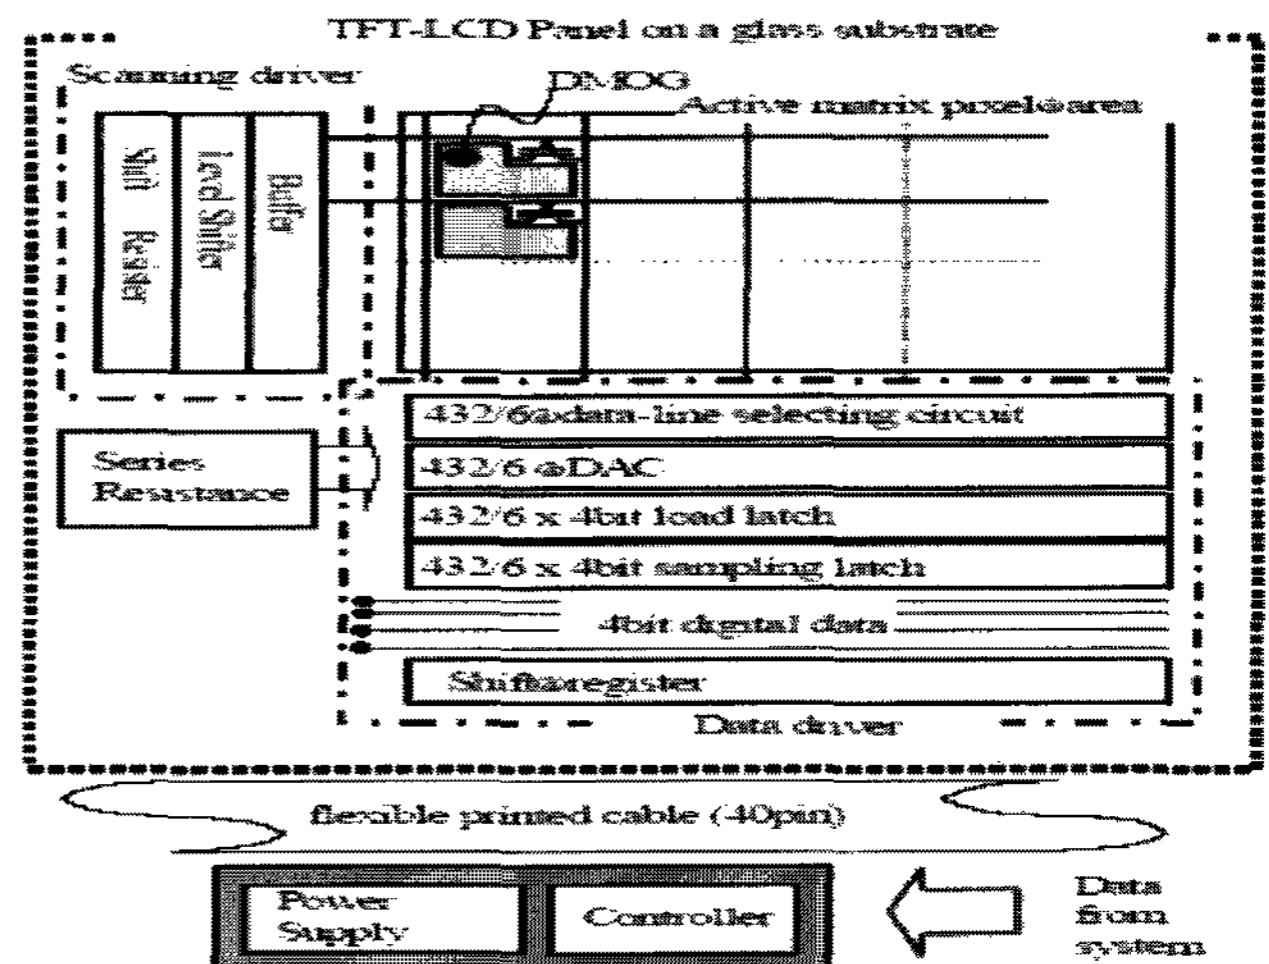 TFT-LCD Panel on a glass substrate
Scanning driver
DMOG
Active matrix pixel area
Shift Resister
Level Shifter
Buffer
432/6 data-line selecting circuit
432/6 DAC
432/6 x 4bit load latch
432/6 x 4bit sampling latch
4bit digital data
Shift register
Data driver
Series
Resistance
flexible printed cable (40pin)
Power
Supply
Controller
Data
from
system